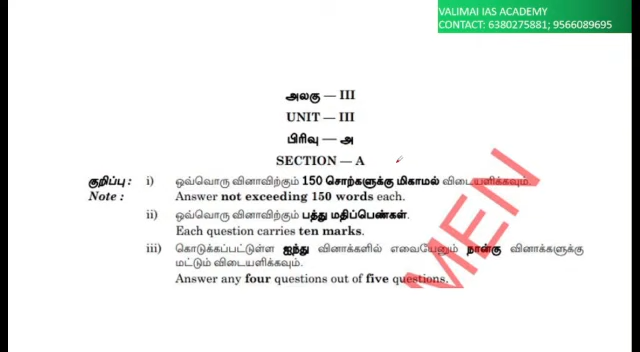 VALIMAI IAS ACADEMY
CONTACT: 6380275881; 9566089695
அலகு — III
UNIT — III
பிரிவு — அ
SECTION — A
குறிப்பு : i) ஒவ்வொரு வினாவிற்கும் 150 சொற்களுக்கு மிகாமல் விடையளிக்கவும்.
Note : Answer not exceeding 150 words each.
ii) ஒவ்வொரு வினாவிற்கும் பத்து மதிப்பெண்கள்.
Each question carries ten marks.
iii) கொடுக்கப்பட்டுள்ள ஐந்து வினாக்களில் எவையேனும் நான்கு வினாக்களுக்கு
மட்டும் விடையளிக்கவும்.
Answer any four questions out of five questions.
MEN